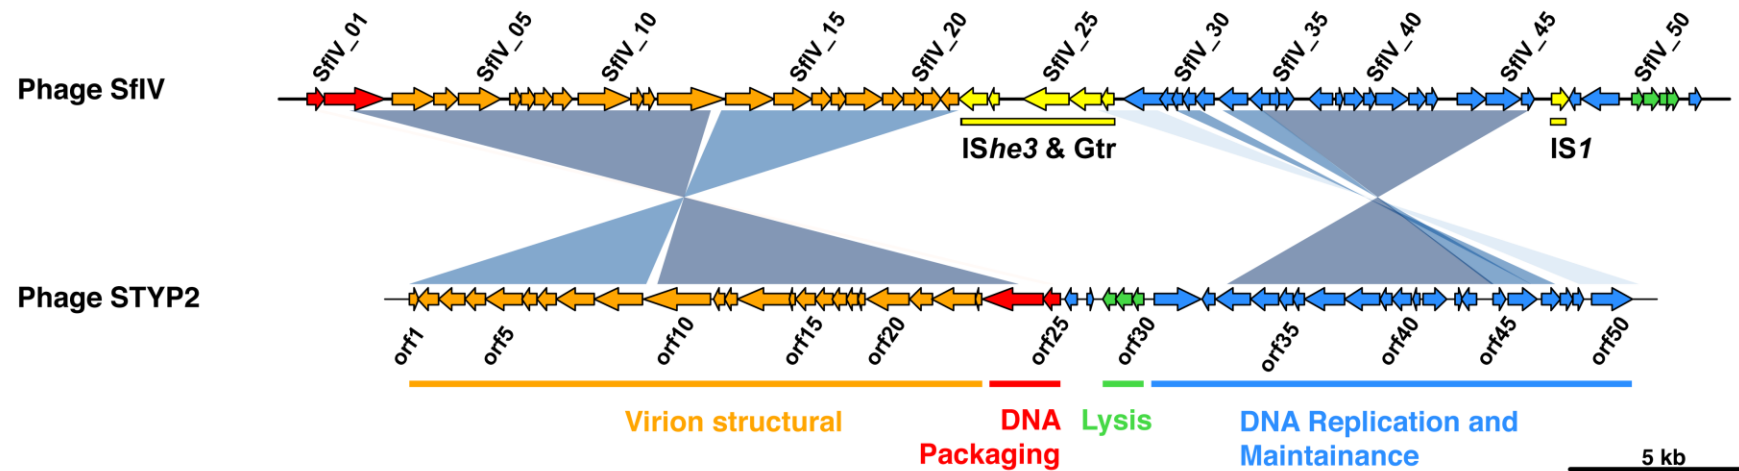 SfIV_01 SfIV_05 SfIV_10 SfIV_15 SfIV_20 SfIV_25 SfIV_30 SfIV_35 SfIV_40 SfIV_45 SfIV_50
Phage SfIV
IShe3 & Gtr IS1
Phage STYP2
orf1 orf5 orf10 orf15 orf20 orf25 orf30 orf35 orf40 orf45 orf50
Virion structural DNA Lysis DNA Replication and
Packaging Maintainance
5 kb